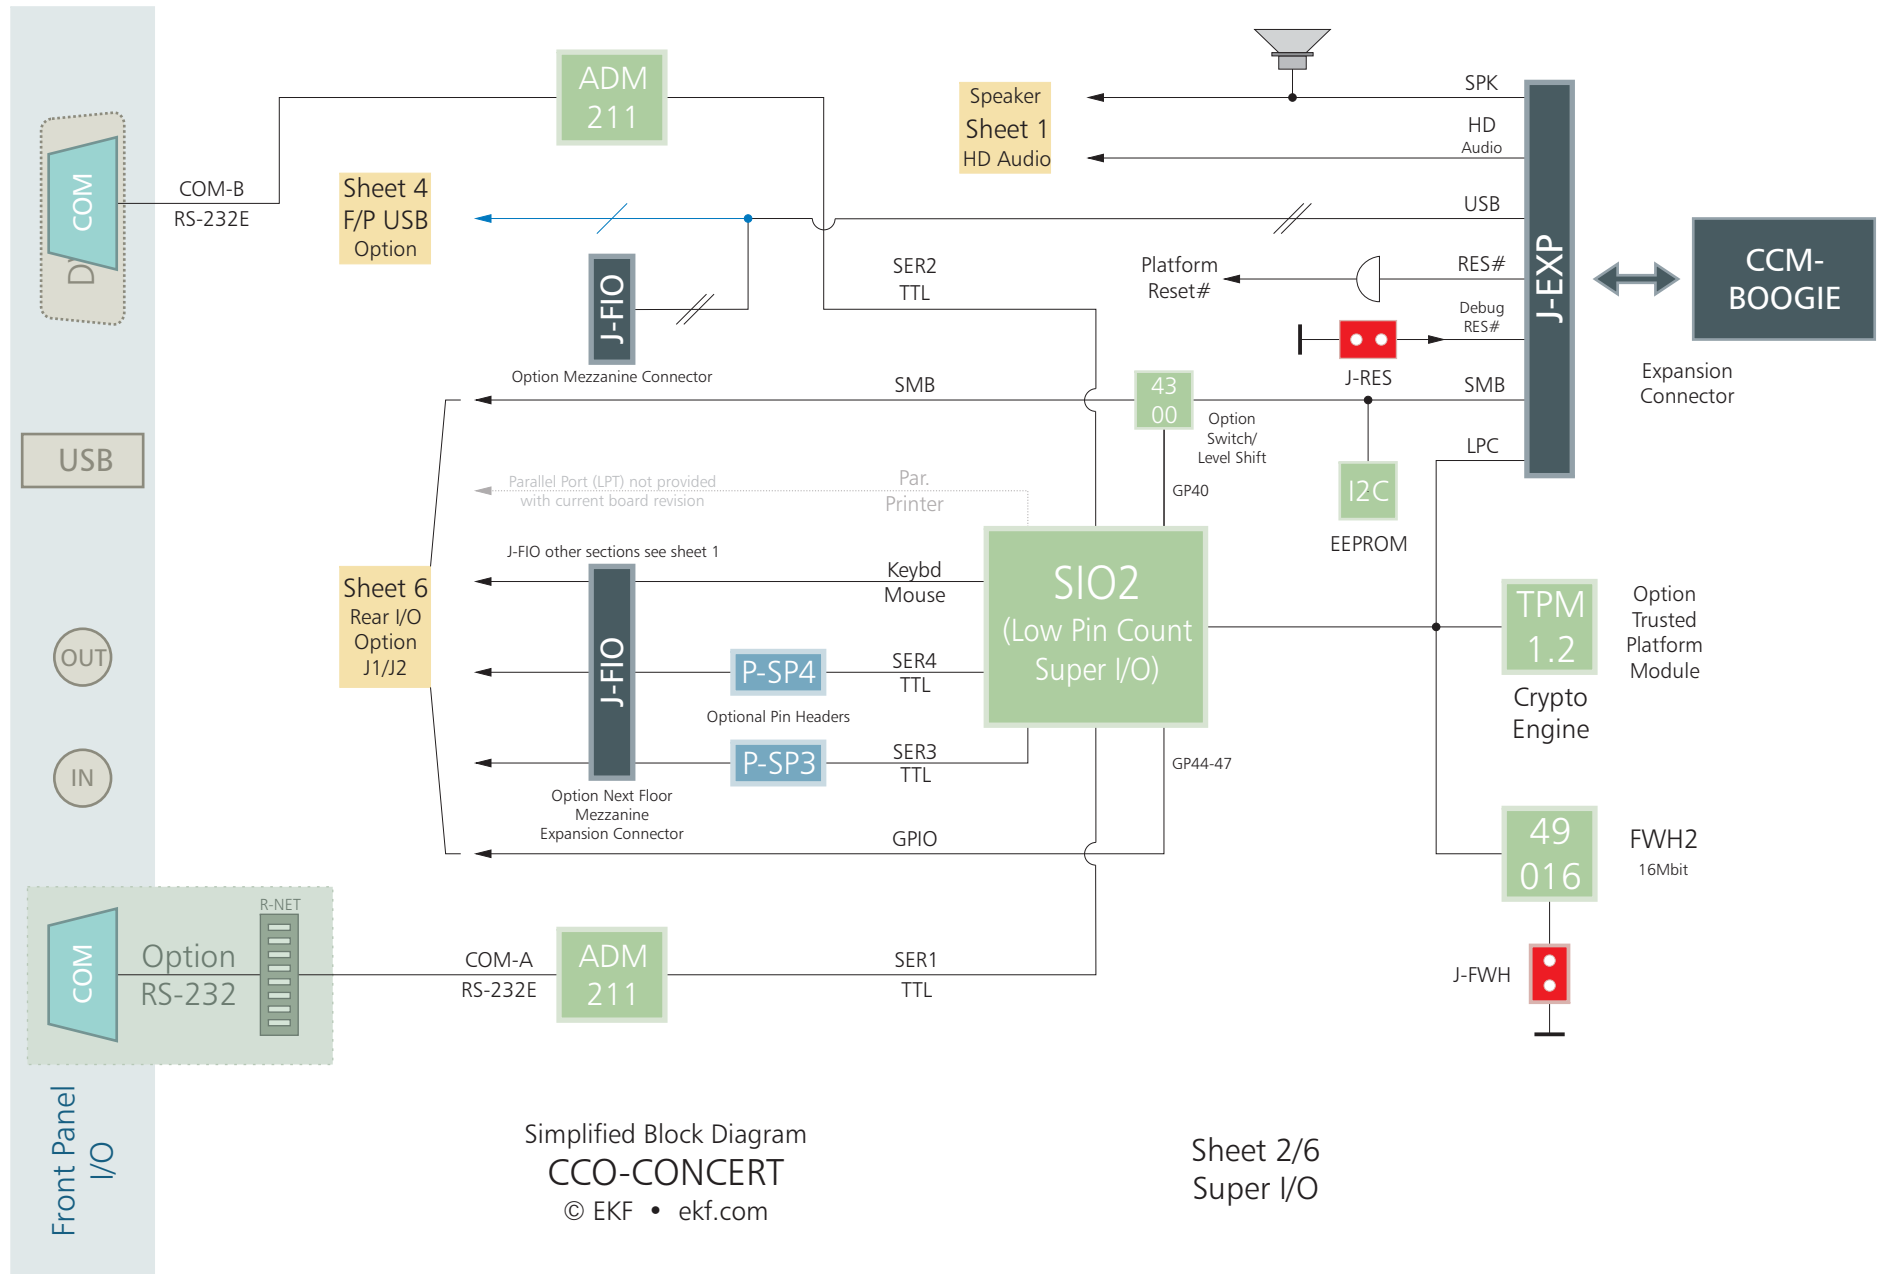 ADM
211
Speaker
Sheet 1
HD Audio
SPK
HD
Audio
COM
COM-B
RS-232E
Sheet 4
F/P USB
Option
USB
J-EXP
CCM-
BOOGIE
Expansion
Connector
Platform
Reset#
RES#
Debug
RES#
J-RES
SER2
TTL
J-FIO
Option Mezzanine Connector
SMB
43
00
Option
Switch/
Level Shift
SMB
LPC
GP40
I2C
EEPROM
USB
Parallel Port (LPT) not provided
with current board revision
Par.
Printer
J-FIO other sections see sheet 1
Sheet 6
Rear I/O
Option
J1/J2
J-FIO
Keybd
Mouse
SIO2
(Low Pin Count
Super I/O)
TPM
1.2
Option
Trusted
Platform
Module
Crypto
Engine
OUT
IN
P-SP4
SER4
TTL
Optional Pin Headers
P-SP3
SER3
TTL
GP44-47
Option Next Floor
Mezzanine
Expansion Connector
GPIO
49
016
FWH2
16Mbit
J-FWH
R-NET
COM
Option
RS-232
COM-A
RS-232E
ADM
211
SER1
TTL
Front Panel
I/O
Simplified Block Diagram
CCO-CONCERT
© EKF • ekf.com
Sheet 2/6
Super I/O